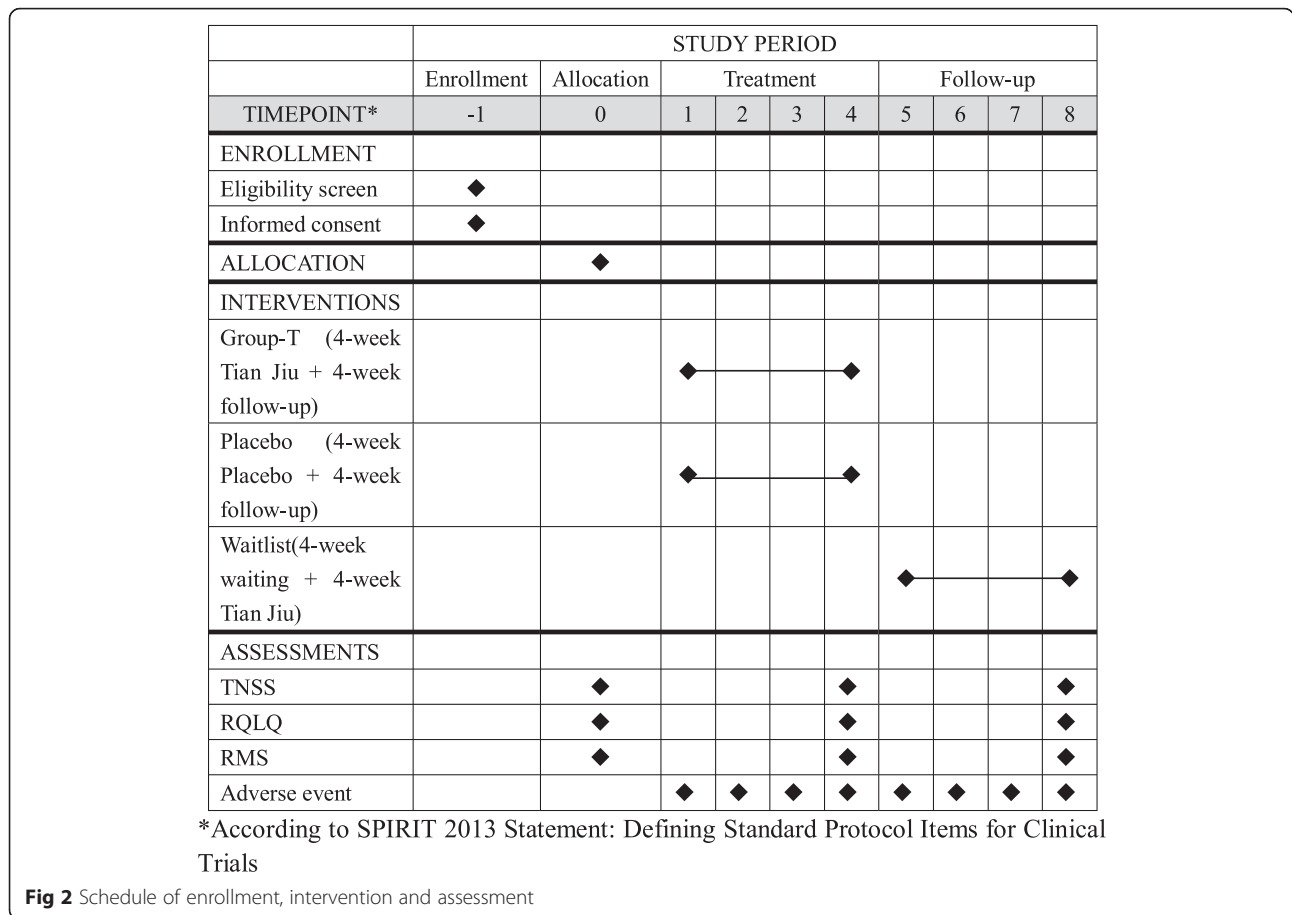 STUDY PERIOD
Enrollment Allocation Treatment Follow-up
TIMEPOINT* -1 0 1 2 3 4 5 6 7 8
ENROLLMENT
Eligibility screen ◆
Informed consent ◆
ALLOCATION ◆
INTERVENTIONS
Group-T (4-week
Tian Jiu + 4-week
follow-up)
Placebo (4-week
Placebo + 4-week
follow-up)
Waitlist(4-week
waiting + 4-week
Tian Jiu)
ASSESSMENTS
TNSS ◆ ◆ ◆
RQLQ ◆ ◆ ◆
RMS ◆ ◆ ◆
Adverse event ◆ ◆ ◆ ◆ ◆ ◆ ◆ ◆
*According to SPIRIT 2013 Statement: Defining Standard Protocol Items for Clinical
Trials
Fig 2 Schedule of enrollment, intervention and assessment